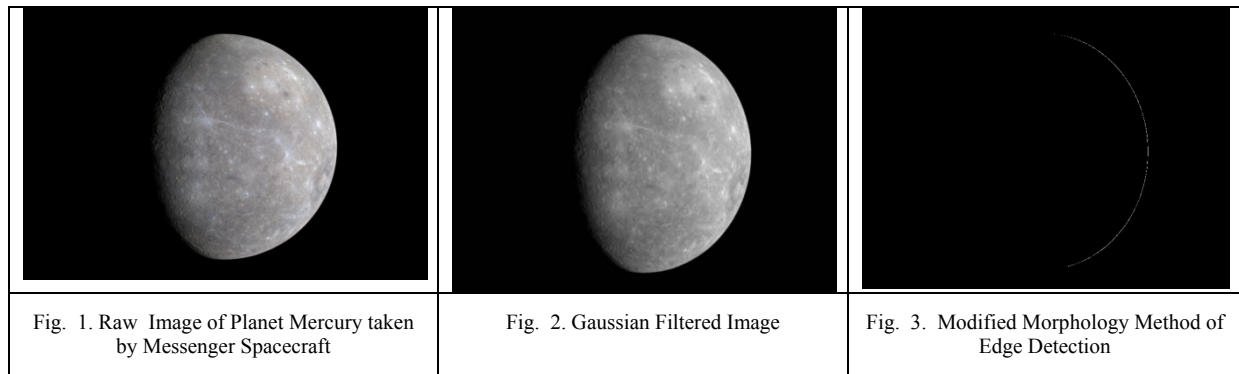 Fig. 1. Raw Image of Planet Mercury taken
by Messenger Spacecraft
Fig. 2. Gaussian Filtered Image
Fig. 3. Modified Morphology Method of
Edge Detection